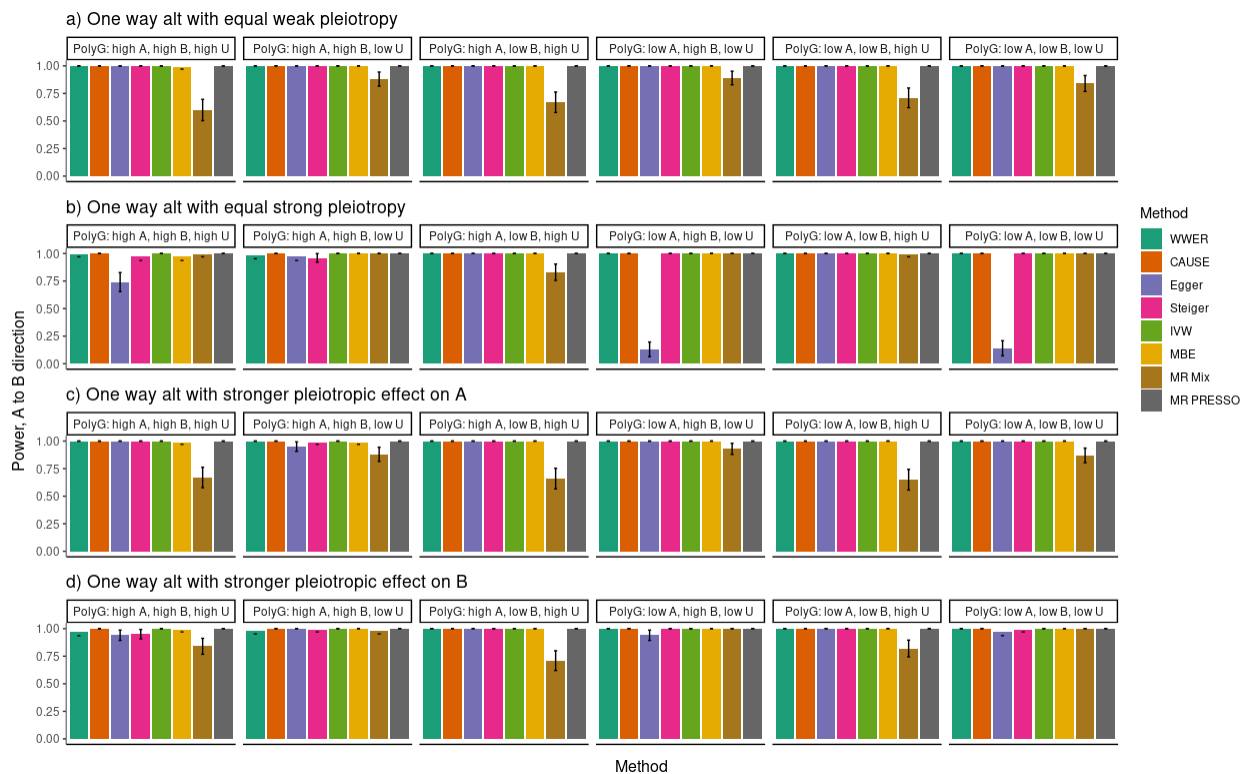 a) One way alt with equal weak pleiotropy
PolyG: high A, high B, high U
PolyG: high A, high B, low U
PolyG: high A, low B, high U
PolyG: low A, high B, low U
PolyG: low A, low B, high U
PolyG: low A, low B, low U
1.00
0.75
0.50
0.25
0.00
b) One way alt with equal strong pleiotropy
PolyG: high A, high B, high U
PolyG: high A, high B, low U
PolyG: high A, low B, high U
PolyG: low A, high B, low U
PolyG: low A, low B, high U
PolyG: low A, low B, low U
1.00
0.75
0.50
0.25
0.00
c) One way alt with stronger pleiotropic effect on A
PolyG: high A, high B, high U
PolyG: high A, high B, low U
PolyG: high A, low B, high U
PolyG: low A, high B, low U
PolyG: low A, low B, high U
PolyG: low A, low B, low U
1.00
0.75
0.50
0.25
0.00
d) One way alt with stronger pleiotropic effect on B
PolyG: high A, high B, high U
PolyG: high A, high B, low U
PolyG: high A, low B, high U
PolyG: low A, high B, low U
PolyG: low A, low B, high U
PolyG: low A, low B, low U
1.00
0.75
0.50
0.25
0.00
Power, A to B direction
Method
Method
WWER
CAUSE
Egger
Steiger
IVW
MBE
MR Mix
MR PRESSO